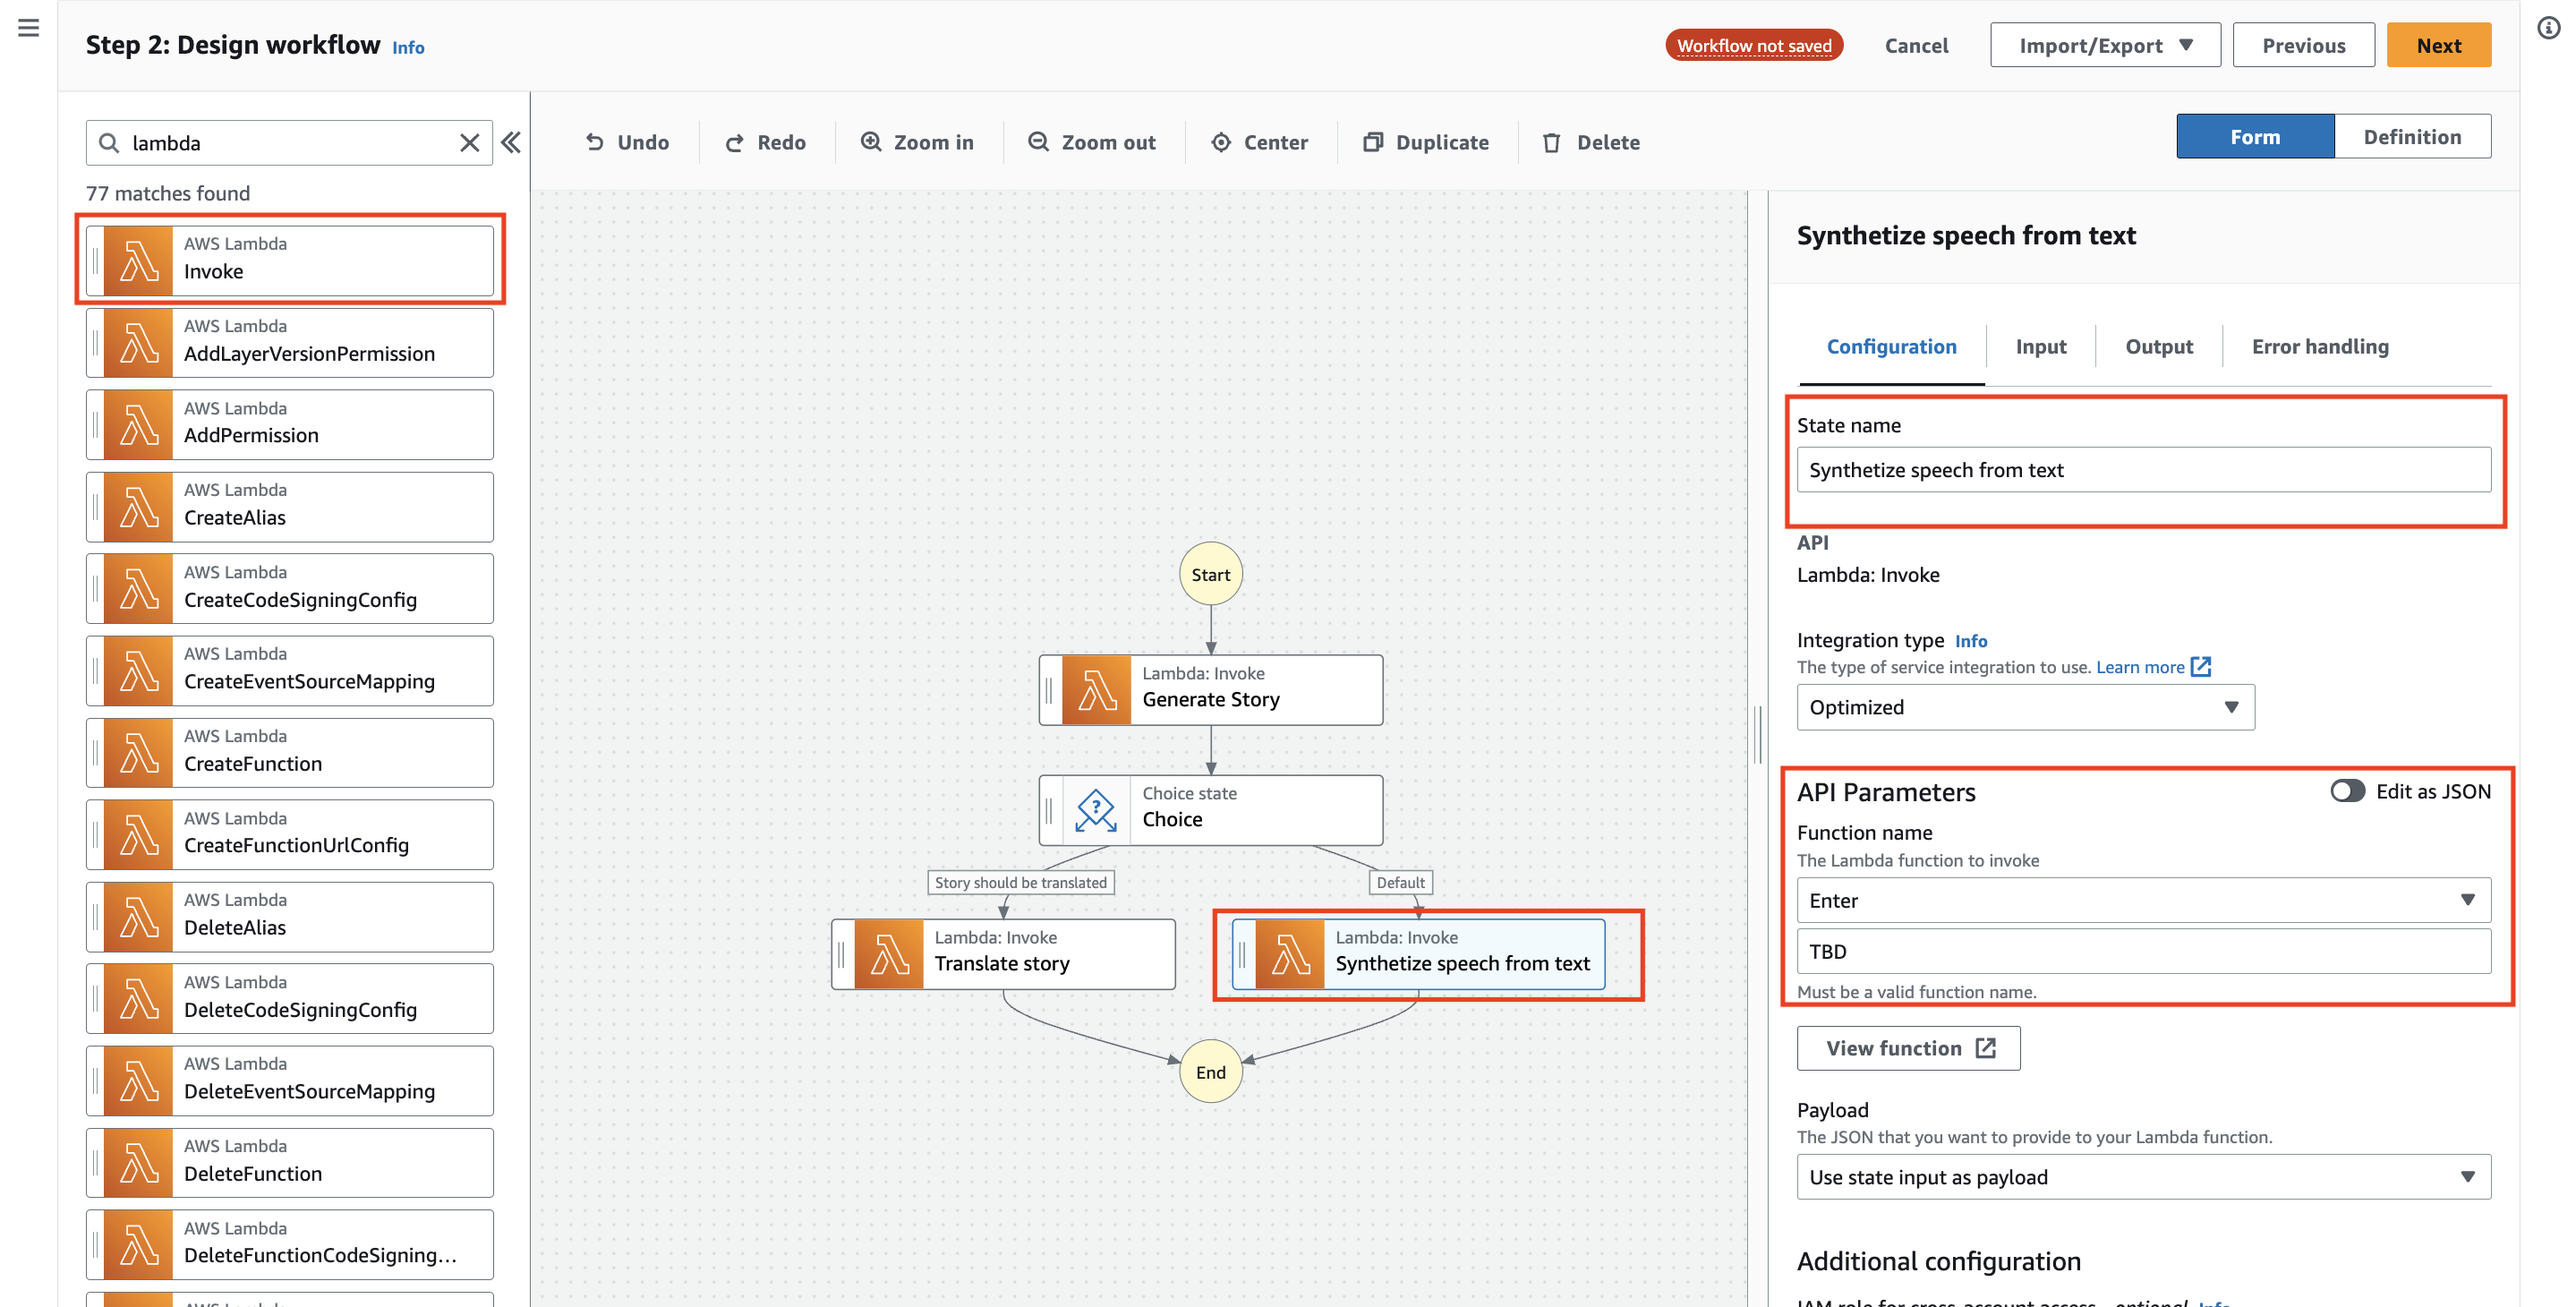 Step 2: Design workflow Info
Workflow not saved
Cancel
Import/Export
Previous
Next
lambda
77 matches found
AWS Lambda
Invoke
AWS Lambda
AddLayerVersionPermission
AWS Lambda
AddPermission
AWS Lambda
CreateAlias
AWS Lambda
CreateCodeSigningConfig
AWS Lambda
CreateEventSourceMapping
AWS Lambda
CreateFunction
AWS Lambda
CreateFunctionUrlConfig
AWS Lambda
DeleteAlias
AWS Lambda
DeleteCodeSigningConfig
AWS Lambda
DeleteEventSourceMapping
AWS Lambda
DeleteFunction
AWS Lambda
DeleteFunctionCodeSigning...
Undo
Redo
Zoom in
Zoom out
Center
Duplicate
Delete
Form
Definition
Start
Lambda: Invoke
Generate Story
Choice state
Choice
Story should be translated
Default
Lambda: Invoke
Translate story
Lambda: Invoke
Synthetize speech from text
End
Synthetize speech from text
Configuration
Input
Output
Error handling
State name
Synthetize speech from text
API
Lambda: Invoke
Integration type Info
The type of service integration to use. Learn more
Optimized
API Parameters
Edit as JSON
Function name
The Lambda function to invoke
Enter
TBD
Must be a valid function name.
View function
Payload
The JSON that you want to provide to your Lambda function.
Use state input as payload
Additional configuration
IAM role for cross-account access - optional Info